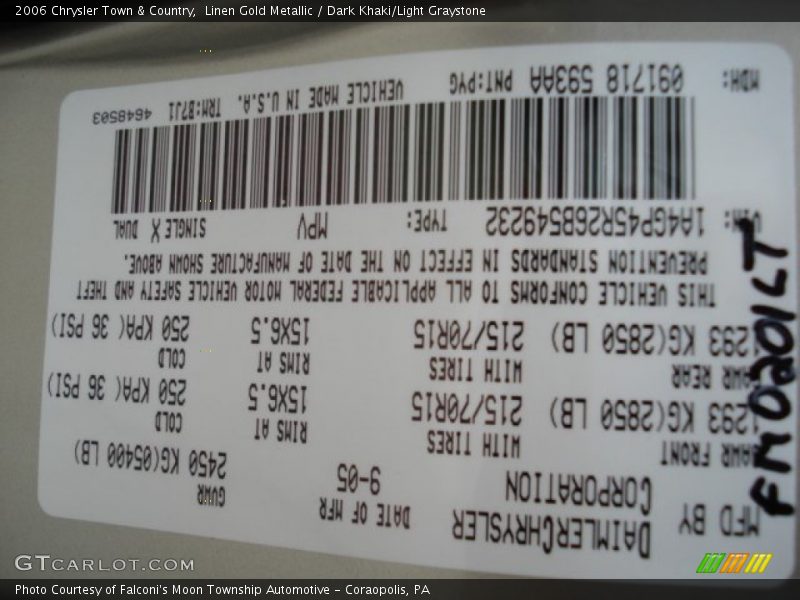 2006 Chrysler Town & Country, Linen Gold Metallic / Dark Khaki/Light Graystone
MFD BY DAIMLERCHRYSLER CORPORATION
DATE OF MFR 9-05
GVWR 2450 KG(05400 LB)
GAWR FRONT WITH TIRES RIMS AT COLD
1293 KG(2850 LB) 215/70R15 15X6.5 250 KPA( 36 PSI)
GAWR REAR WITH TIRES RIMS AT COLD
1293 KG(2850 LB) 215/70R15 15X6.5 250 KPA( 36 PSI)
THIS VEHICLE CONFORMS TO ALL APPLICABLE FEDERAL MOTOR VEHICLE SAFETY AND THEFT
PREVENTION STANDARDS IN EFFECT ON THE DATE OF MANUFACTURE SHOWN ABOVE.
VIN: 1A4GP45R26B549232 TYPE: MPV SINGLE X DUAL
MDH: 091718 593AA PNT:PYG VEHICLE MADE IN U.S.A. TRM:B7J1 4648503
FM0201LT
GTCARLOT.COM
Photo Courtesy of Falconi's Moon Township Automotive - Coraopolis, PA